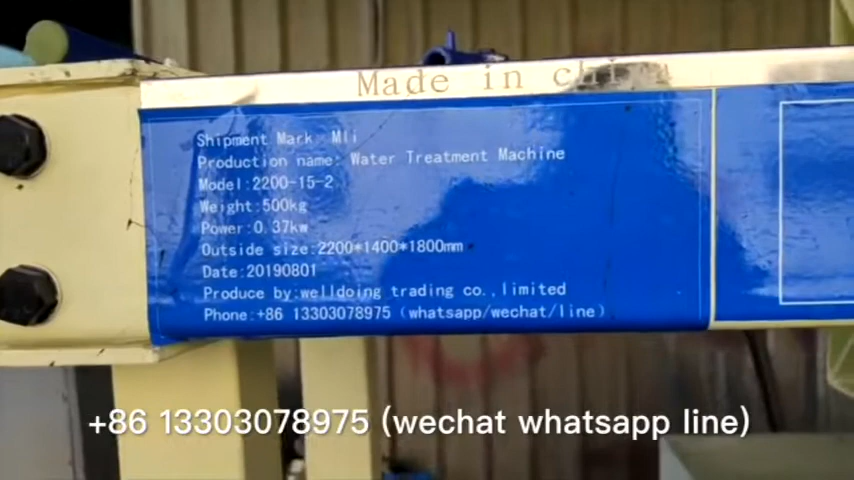 Made in china
Shipment Mark: Mli
Production name: Water Treatment Machine
Model:2200-15-2
Weight:500kg
Power:0.37kw
Outside size:2200*1400*1800mm
Date:20190801
Produce by:welldoing trading co.,limited
Phone:+86 13303078975 (whatsapp/wechat/line)
+86 13303078975 (wechat whatsapp line)